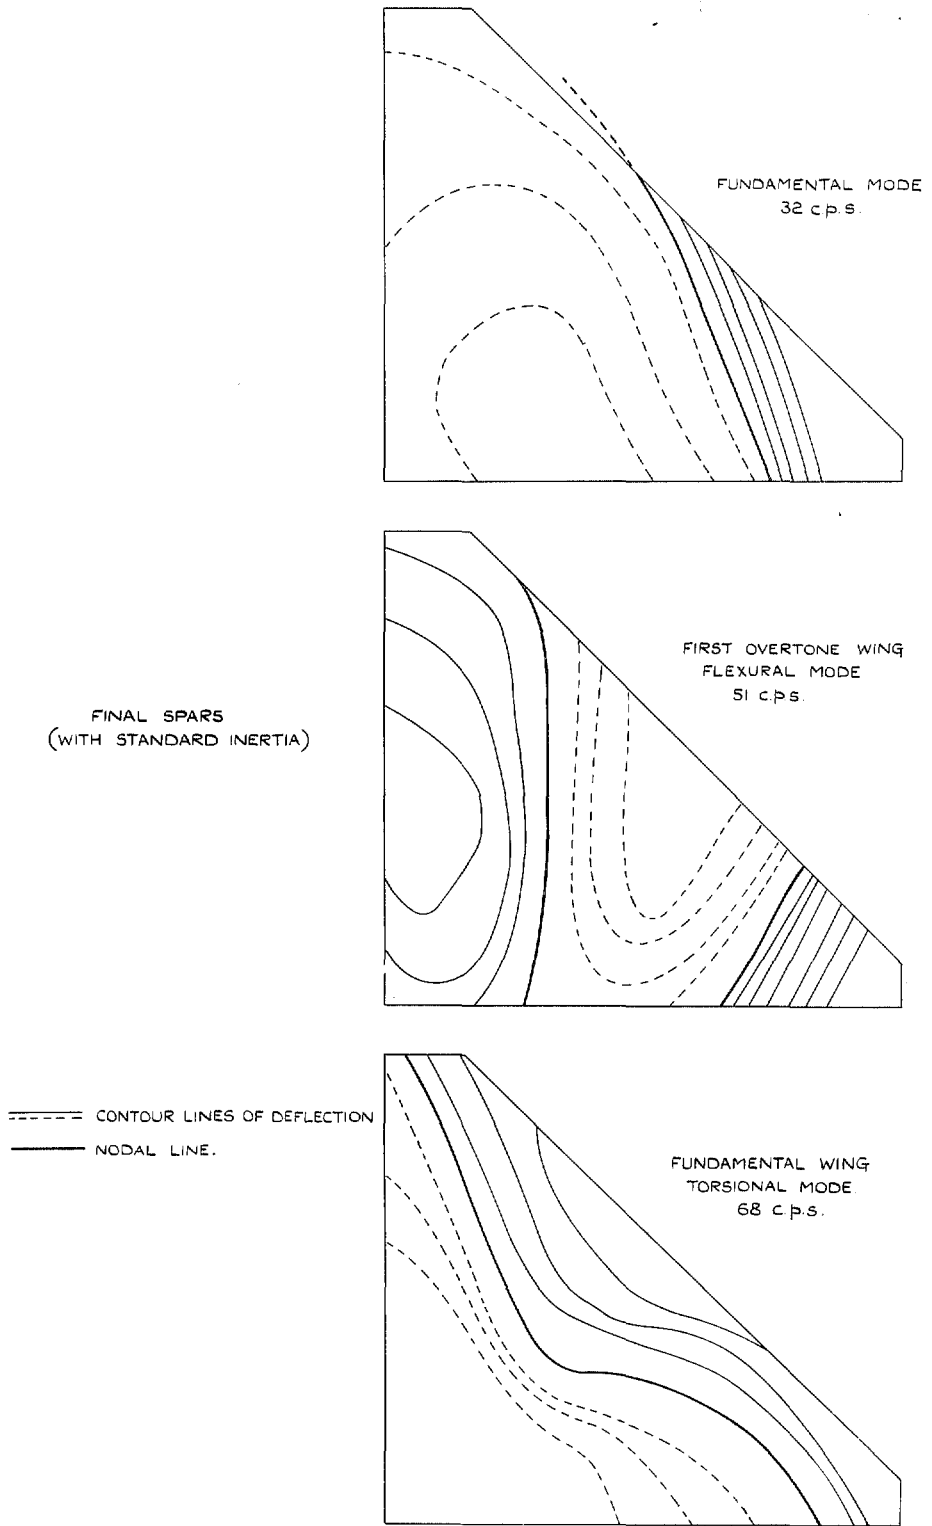 FUNDAMENTAL MODE
32 c.p.s.
FIRST OVERTONE WING
FLEXURAL MODE
51 c.p.s.
FINAL SPARS
(WITH STANDARD INERTIA)
CONTOUR LINES OF DEFLECTION
NODAL LINE.
FUNDAMENTAL WING
TORSIONAL MODE.
68 c.p.s.